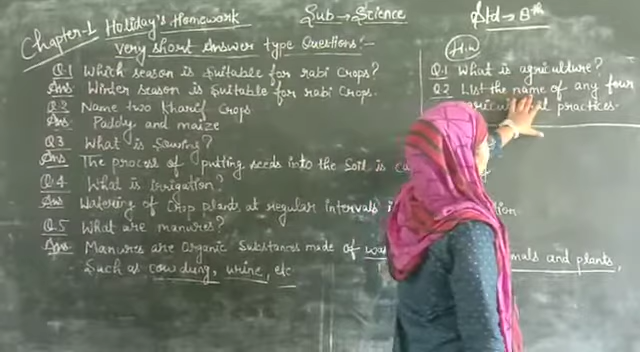 Chapter-1 Holiday's Homework
Sub → Science
Std → 8th
Very short Answer type Questions:-
Q.1 Which season is suitable for rabi Crops?
Ans Winter season is suitable for rabi Crops.
Q.2 Name two Kharif Crops
Ans Paddy and maize
Q.3 What is Sowing?
Ans The process of putting seeds into the Soil is
Q.4 What is Irrigation?
Ans Watering of Crop plants at regular intervals
Q.5 What are manures?
Ans Manures are Organic Substances made of and plants,
Such as cow dung, urine, etc
H.W
Q.1 What is agriculture?
Q.2 List the name of any four
practices.